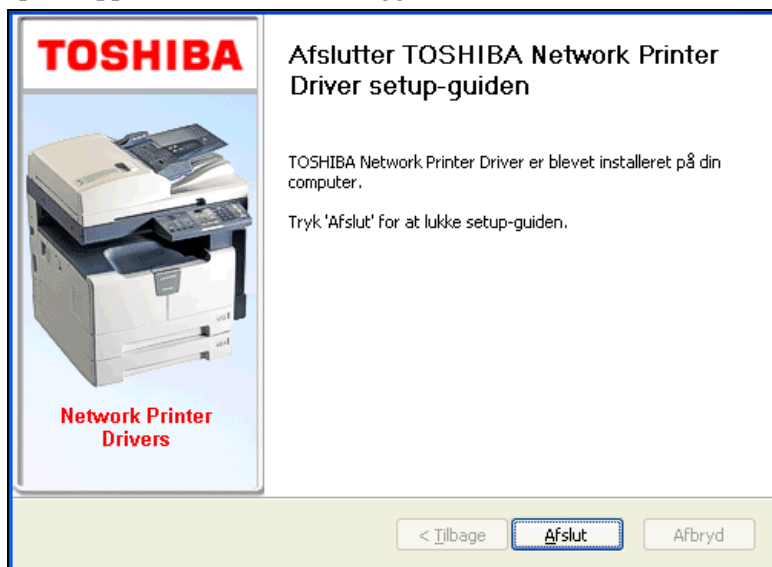 TOSHIBA
Afslutter TOSHIBA Network Printer
Driver setup-guiden
TOSHIBA Network Printer Driver er blevet installeret på din
computer.
Tryk 'Afslut' for at lukke setup-guiden.
Network Printer
Drivers
< Tilbage
Afslut
Afbryd